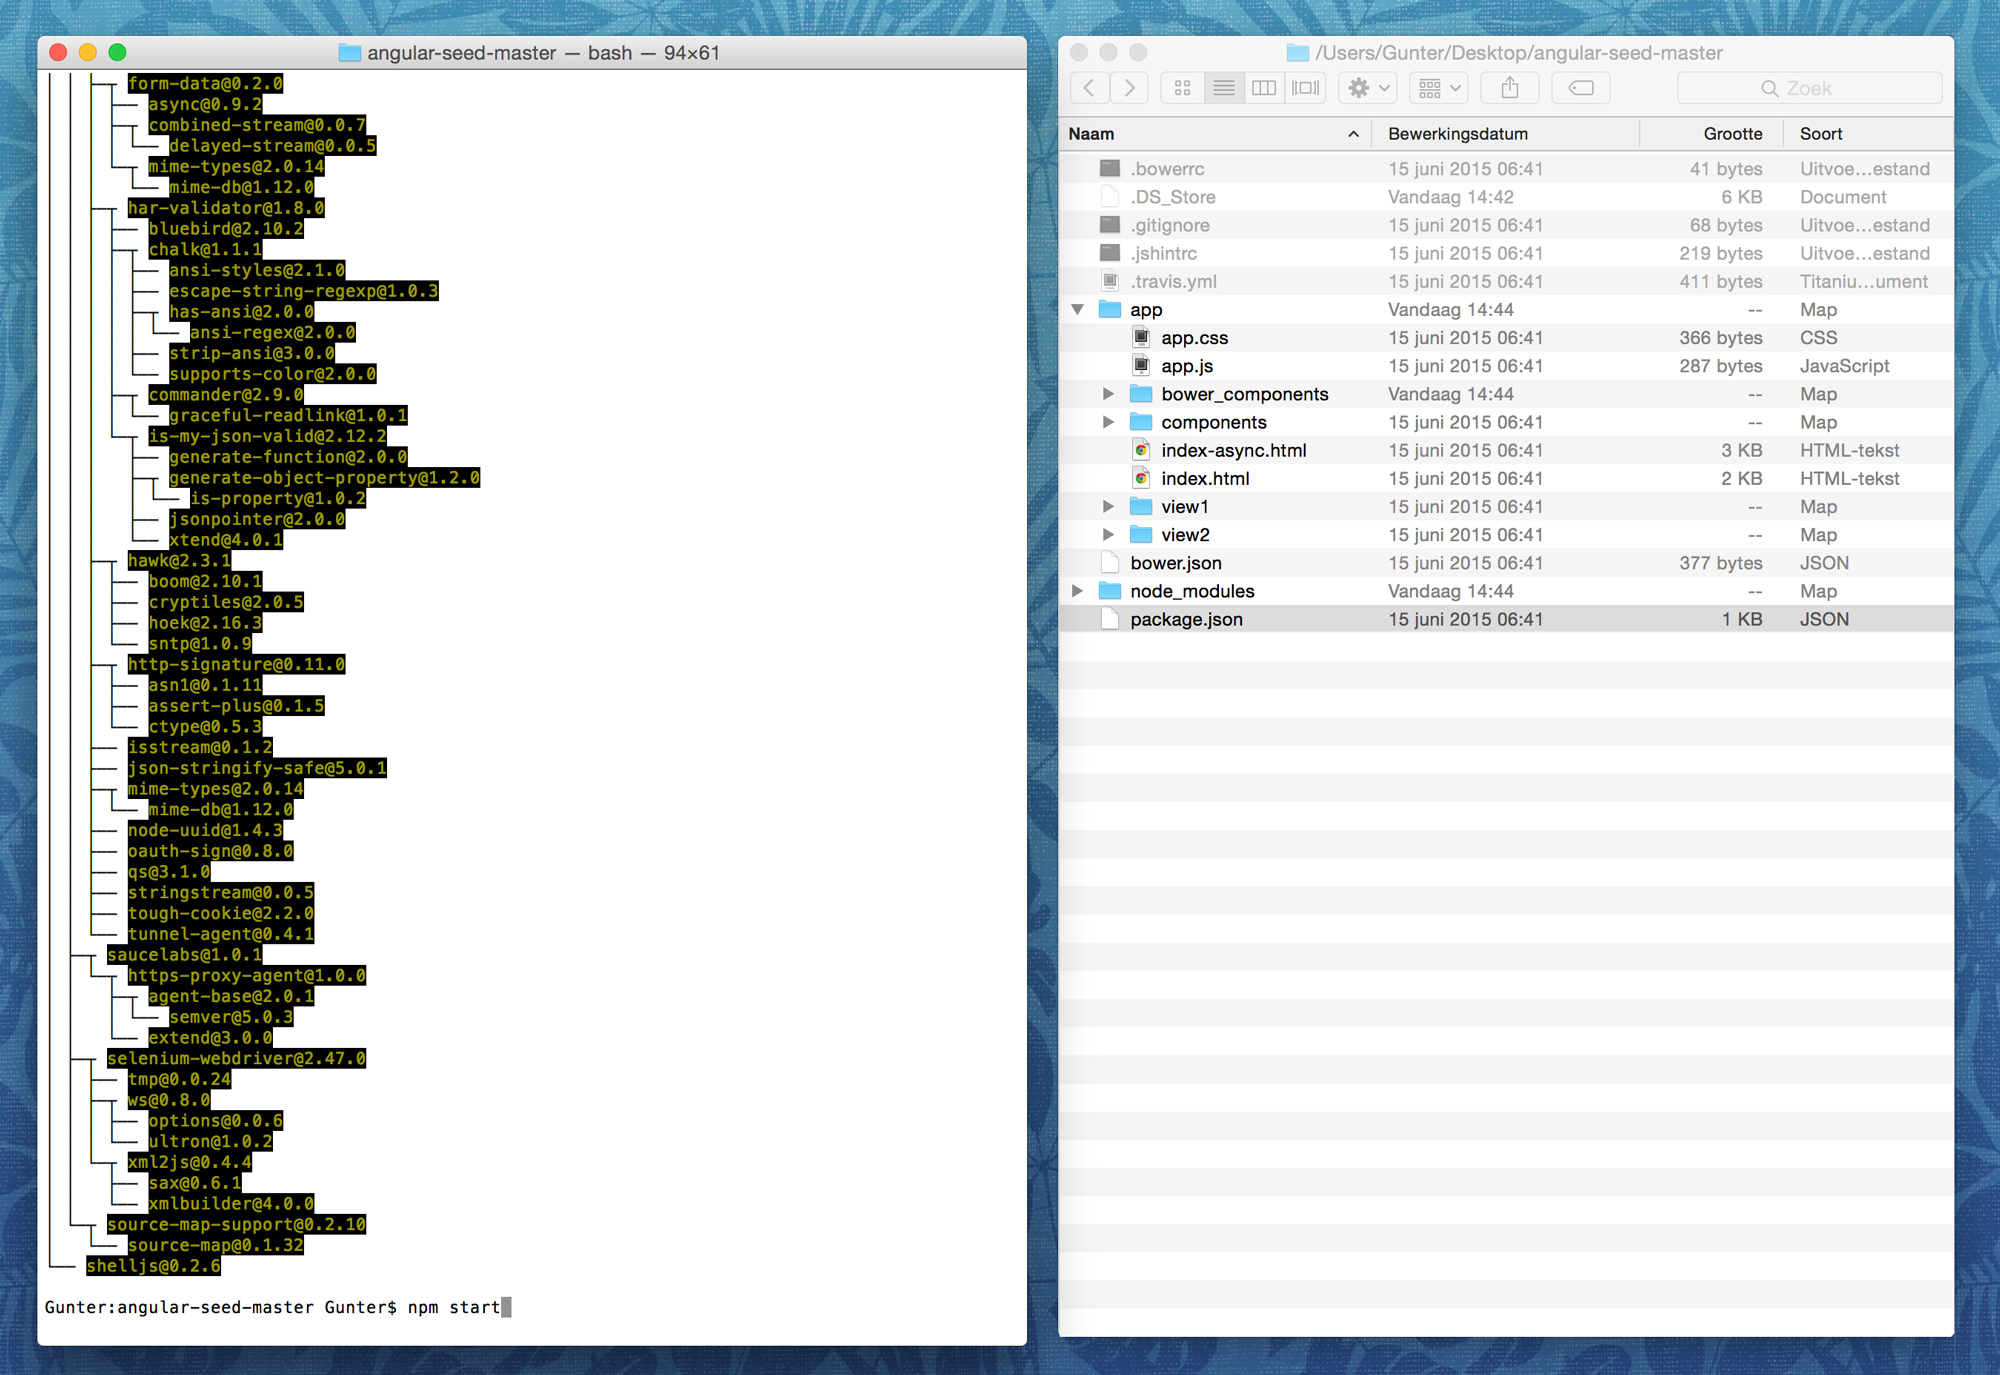 angular-seed-master — bash — 94×61
form-data@0.2.0
async@0.9.2
combined-stream@0.0.7
delayed-stream@0.0.5
mime-types@2.0.14
mime-db@1.12.0
har-validator@1.8.0
bluebird@2.10.2
chalk@1.1.1
ansi-styles@2.1.0
escape-string-regexp@1.0.3
has-ansi@2.0.0
ansi-regex@2.0.0
strip-ansi@3.0.0
supports-color@2.0.0
commander@2.9.0
graceful-readlink@1.0.1
is-my-json-valid@2.12.2
generate-function@2.0.0
generate-object-property@1.2.0
is-property@1.0.2
jsonpointer@2.0.0
xtend@4.0.1
hawk@2.3.1
boom@2.10.1
cryptiles@2.0.5
hoek@2.16.3
sntp@1.0.9
http-signature@0.11.0
asn1@0.1.11
assert-plus@0.1.5
ctype@0.5.3
isstream@0.1.2
json-stringify-safe@5.0.1
mime-types@2.0.14
mime-db@1.12.0
node-uuid@1.4.3
oauth-sign@0.8.0
qs@3.1.0
stringstream@0.0.5
tough-cookie@2.2.0
tunnel-agent@0.4.1
saucelabs@1.0.1
https-proxy-agent@1.0.0
agent-base@2.0.1
semver@5.0.3
extend@3.0.0
selenium-webdriver@2.47.0
tmp@0.0.24
ws@0.8.0
options@0.0.6
ultron@1.0.2
xml2js@0.4.4
sax@0.6.1
xmlbuilder@4.0.0
source-map-support@0.2.10
source-map@0.1.32
shelljs@0.2.6
Gunter:angular-seed-master Gunter$ npm start
/Users/Gunter/Desktop/angular-seed-master
Zoek
Naam Bewerkingsdatum Grootte Soort
.bowerrc 15 juni 2015 06:41 41 bytes Uitvoe…estand
.DS_Store Vandaag 14:42 6 KB Document
.gitignore 15 juni 2015 06:41 68 bytes Uitvoe…estand
.jshintrc 15 juni 2015 06:41 219 bytes Uitvoe…estand
.travis.yml 15 juni 2015 06:41 411 bytes Titaniu…ument
app Vandaag 14:44 -- Map
app.css 15 juni 2015 06:41 366 bytes CSS
app.js 15 juni 2015 06:41 287 bytes JavaScript
bower_components Vandaag 14:44 -- Map
components 15 juni 2015 06:41 -- Map
index-async.html 15 juni 2015 06:41 3 KB HTML-tekst
index.html 15 juni 2015 06:41 2 KB HTML-tekst
view1 15 juni 2015 06:41 -- Map
view2 15 juni 2015 06:41 -- Map
bower.json 15 juni 2015 06:41 377 bytes JSON
node_modules Vandaag 14:44 -- Map
package.json 15 juni 2015 06:41 1 KB JSON